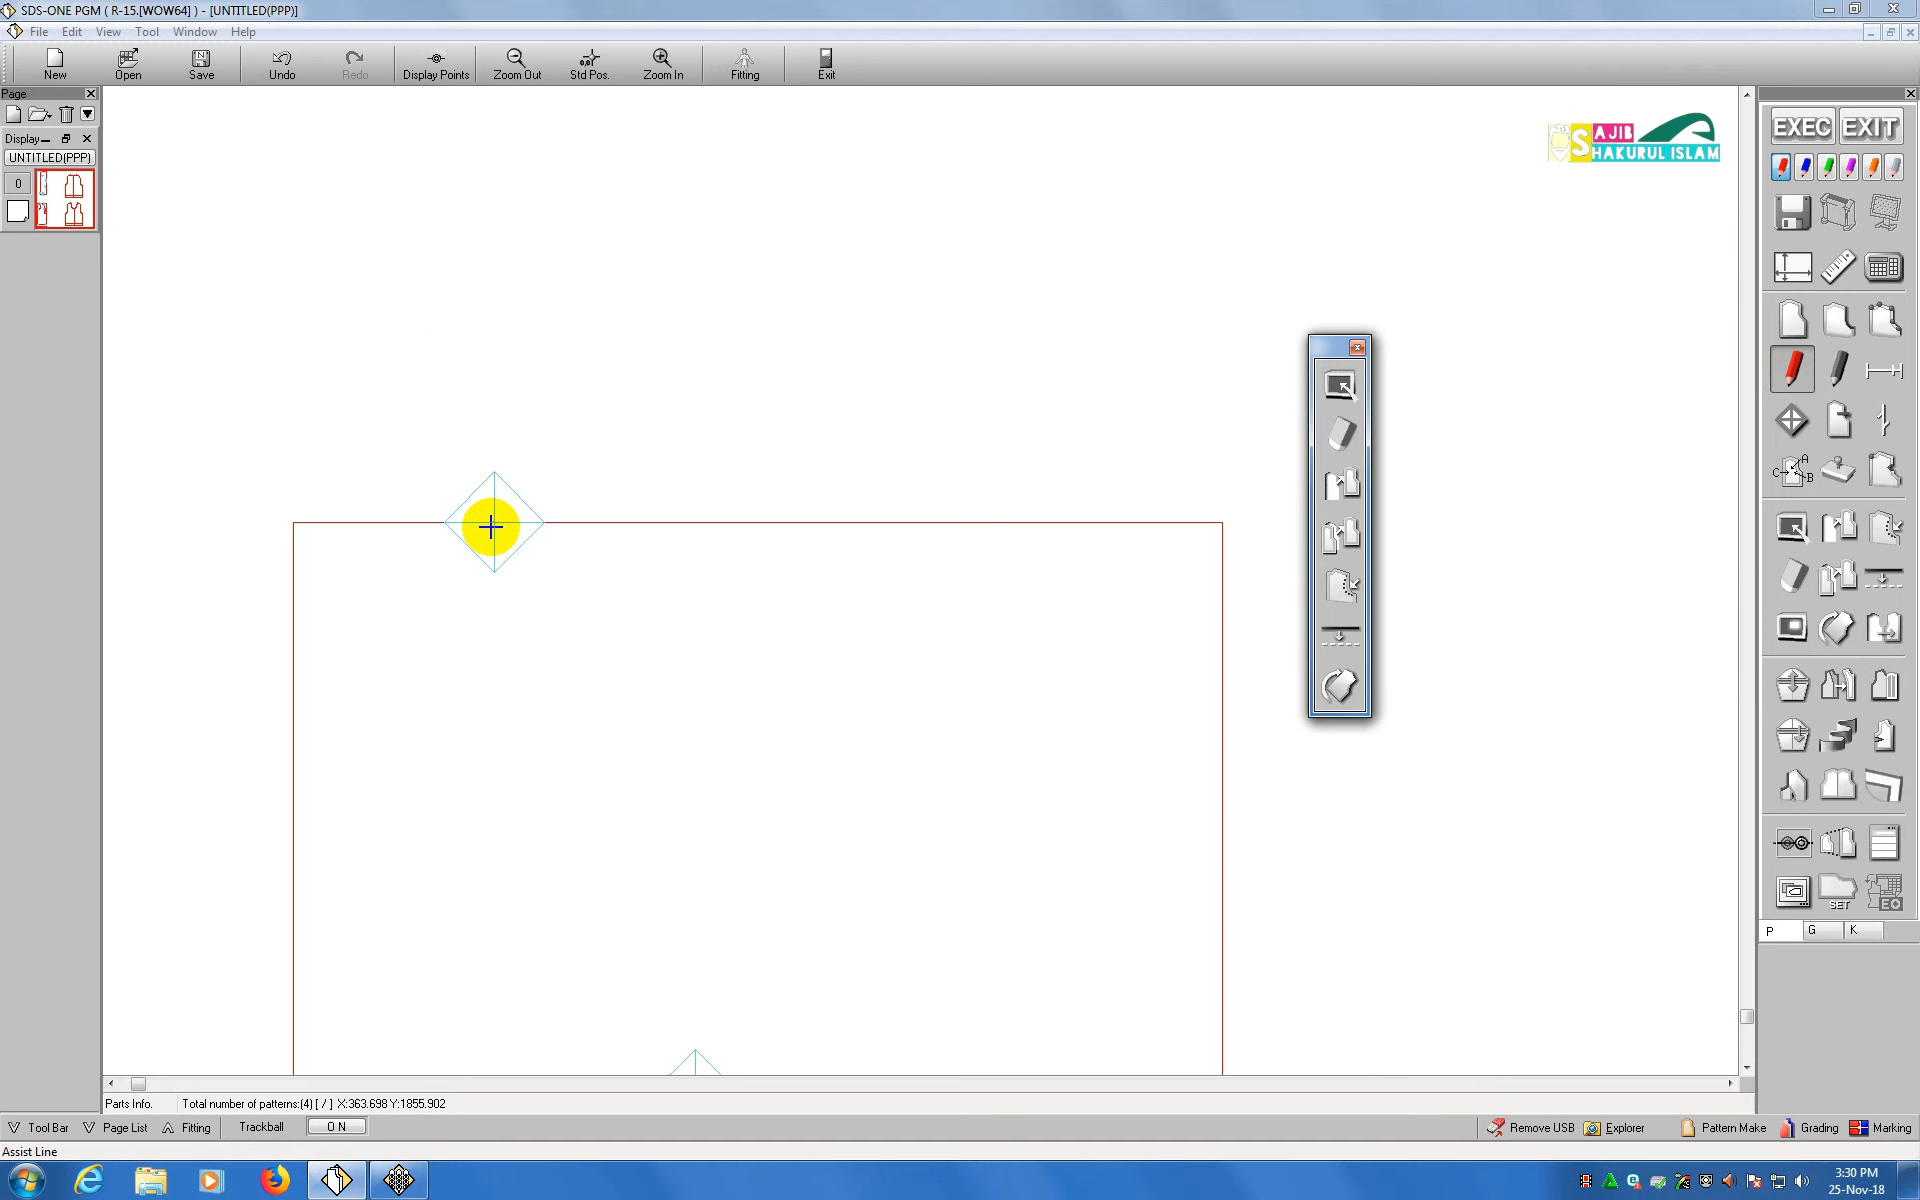 SDS-ONE PGM ( R-15.[WOW64] ) - [UNTITLED(PPP)]
File Edit View Tool Window Help
New Open Save Undo Redo Display Points Zoom Out Std Pos. Zoom In Fitting Exit
Page
Display
UNTITLED(PPP)
0
S AJIB
HAKURUL ISLAM
EXEC EXIT
A
C B
SET EO
P G K
Parts Info. Total number of patterns:(4) [ / ] X:363.698 Y:1855.902
Tool Bar Page List Fitting Trackball ON Remove USB Explorer Pattern Make Grading Marking
Assist Line
3:30 PM
25-Nov-18